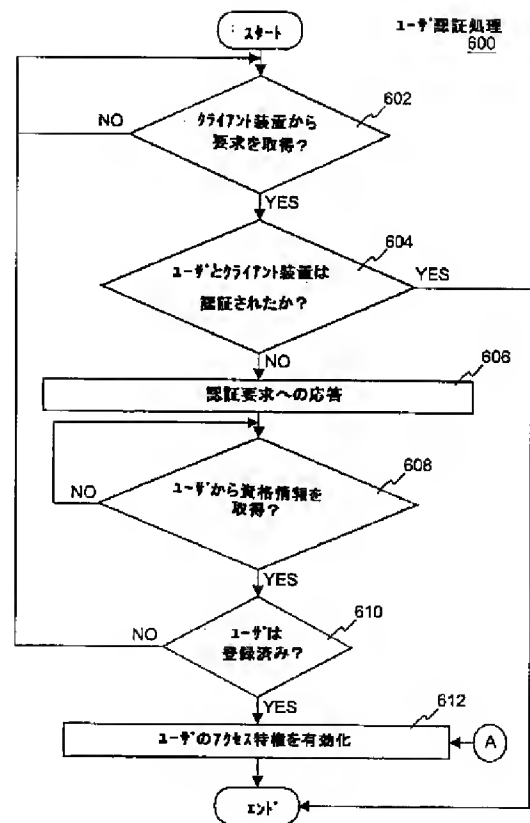 ユーザ認証処理
600
スタート
602
クライアント装置から
要求を取得?
NO
YES
604
ユーザとクライアント装置は
認証されたか?
YES
NO
606
認証要求への応答
608
ユーザから資格情報を
取得?
NO
YES
610
ユーザは
登録済み?
NO
YES
612
ユーザのアクセス特権を有効化
A
エンド